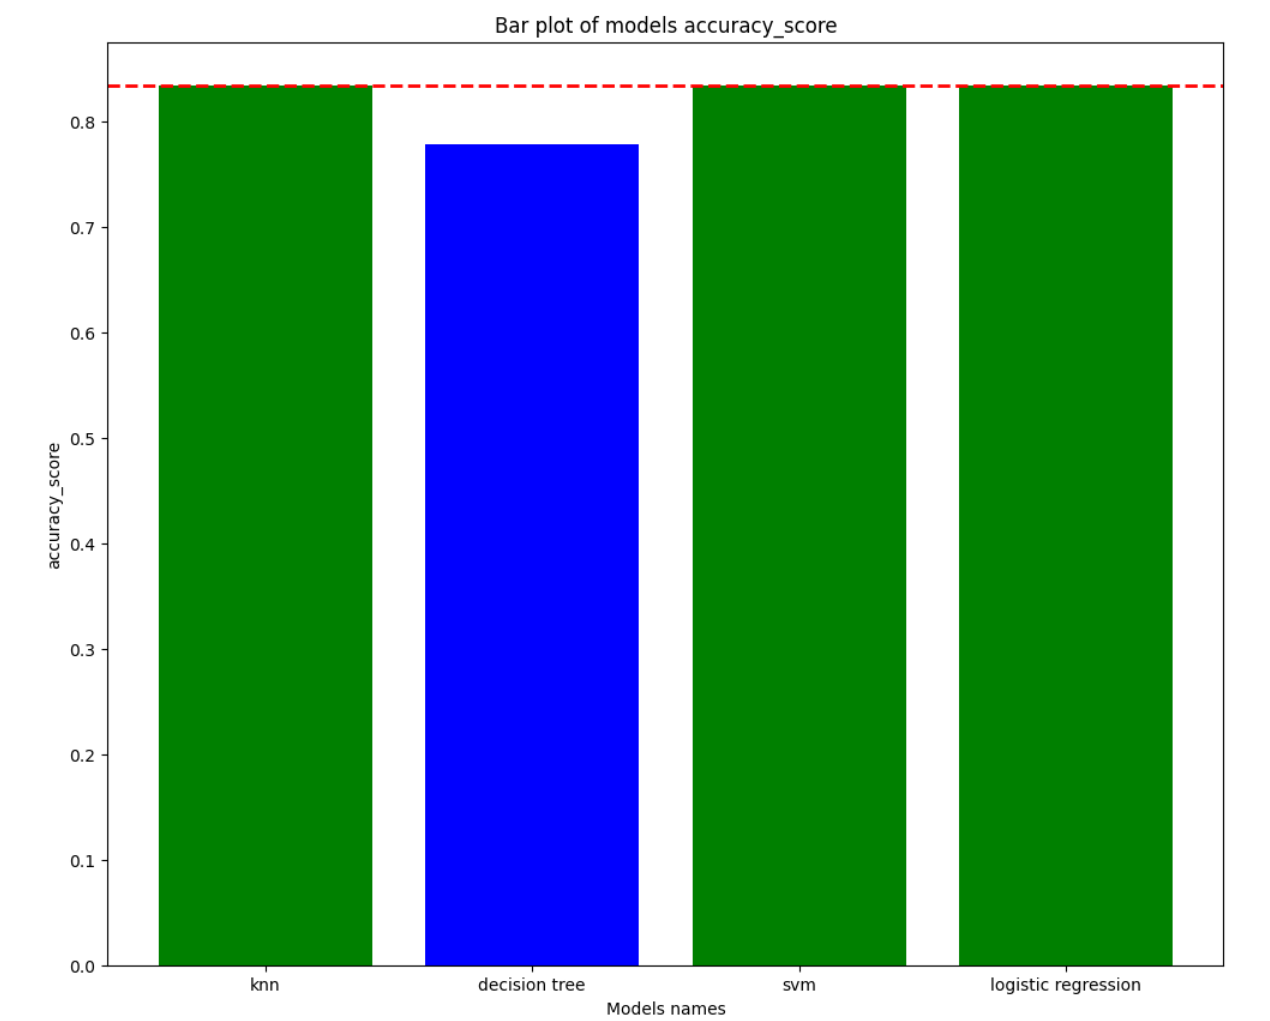 Bar plot of models accuracy_score
0.8
0.7
0.6
0.5
0.4
0.3
0.2
0.1
0.0
accuracy_score
knn
decision tree
svm
logistic regression
Models names